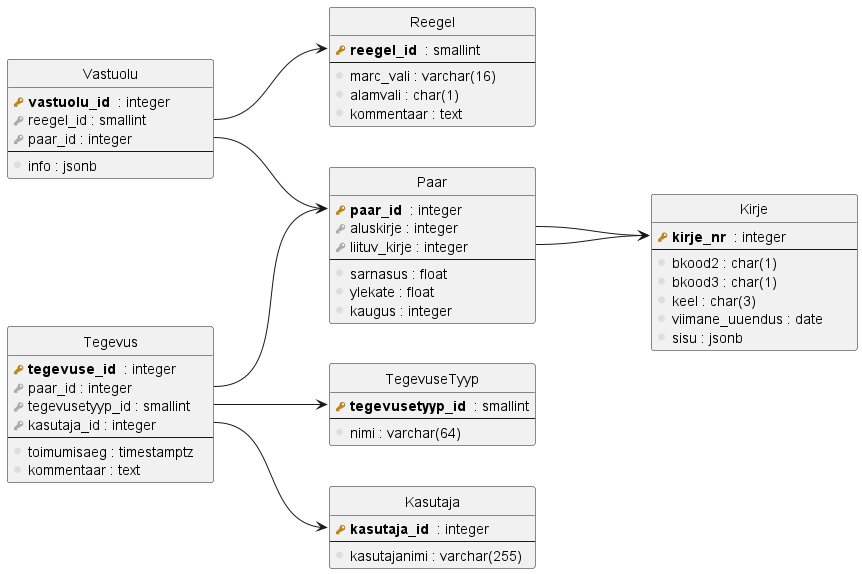 Vastuolu
vastuolu_id : integer
reegel_id : smallint
paar_id : integer
info : jsonb
Tegevus
tegevuse_id : integer
paar_id : integer
tegevusetyyp_id : smallint
kasutaja_id : integer
toimumisaeg : timestamptz
kommentaar : text
Reegel
reegel_id : smallint
marc_vali : varchar(16)
alamvali : char(1)
kommentaar : text
Paar
paar_id : integer
aluskirje : integer
liituv_kirje : integer
sarnasus : float
ylekate : float
kaugus : integer
TegevuseTyyp
tegevusetyyp_id : smallint
nimi : varchar(64)
Kasutaja
kasutaja_id : integer
kasutajanimi : varchar(255)
Kirje
kirje_nr : integer
bkood2 : char(1)
bkood3 : char(1)
keel : char(3)
viimane_uuendus : date
sisu : jsonb